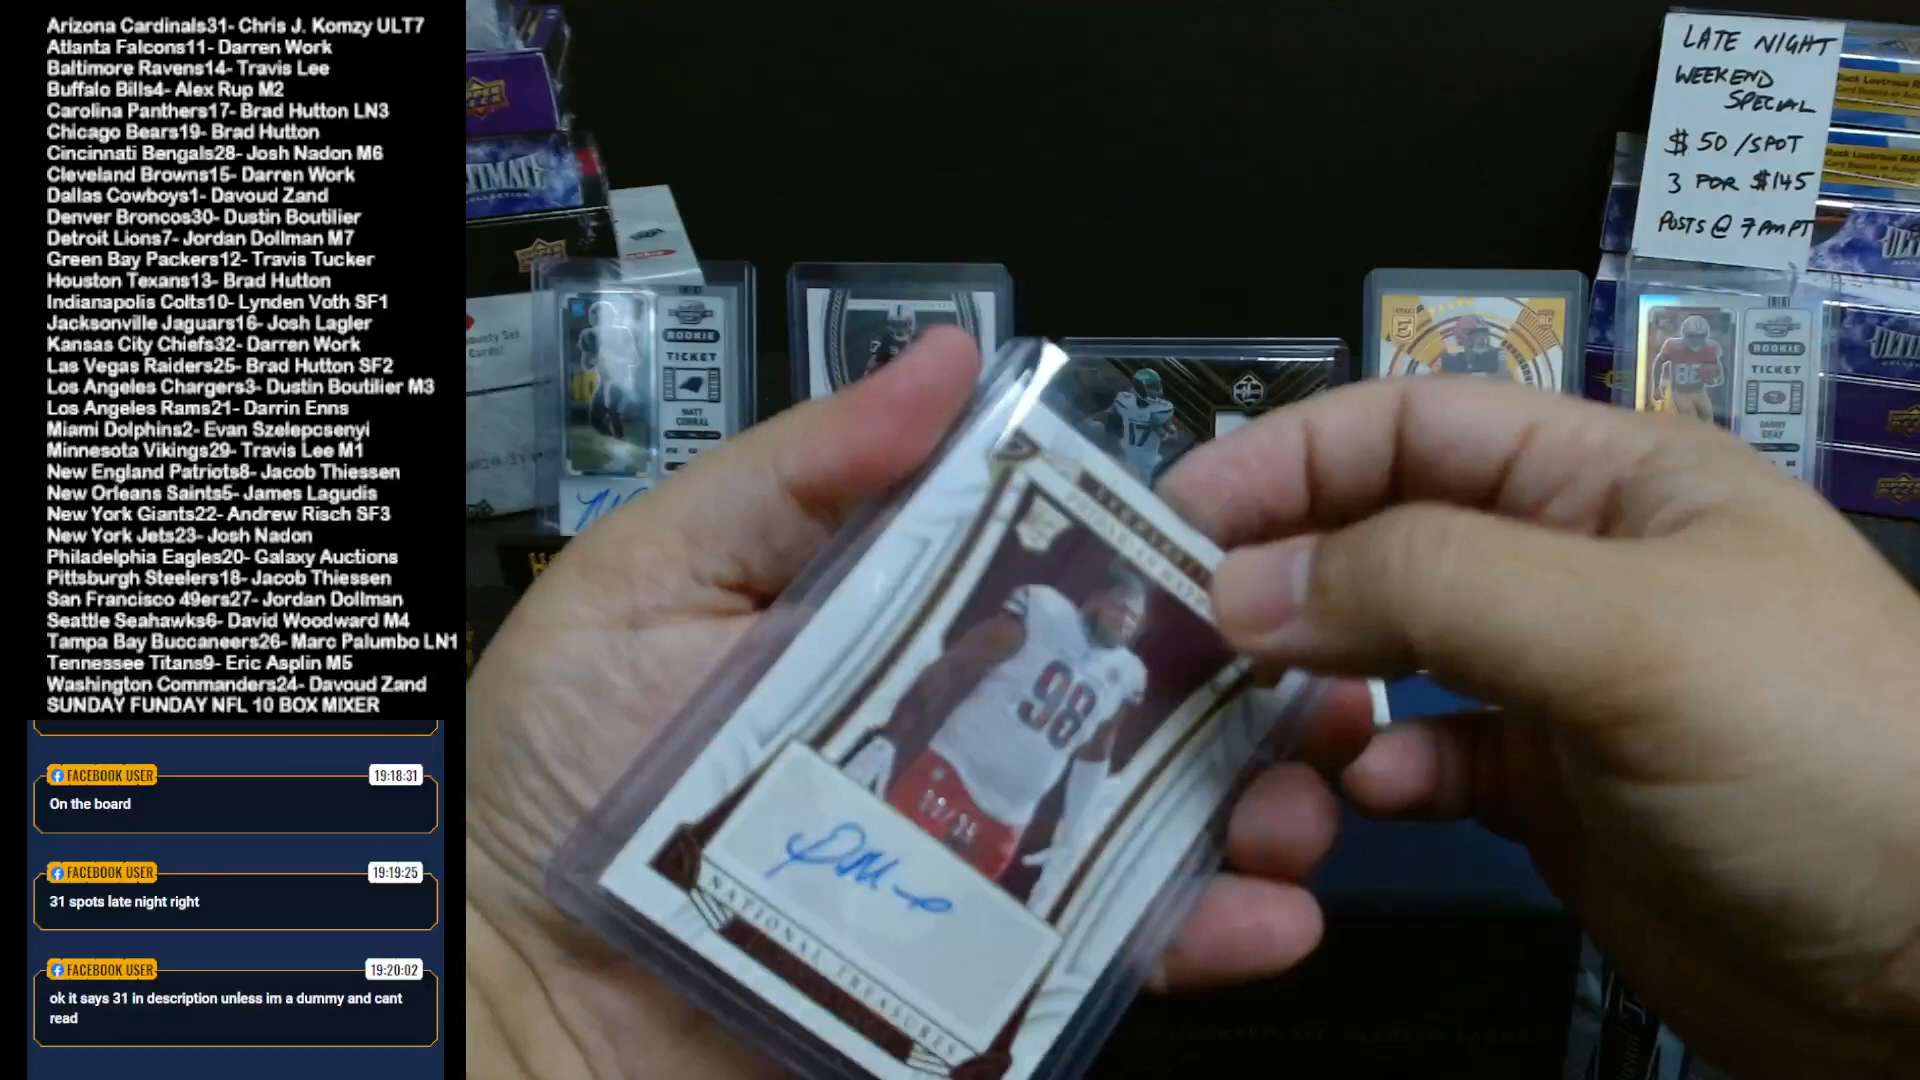 Arizona Cardinals31- Chris J. Komzy ULT7
Atlanta Falcons11- Darren Work
Baltimore Ravens14- Travis Lee
Buffalo Bills4- Alex Rup M2
Carolina Panthers17- Brad Hutton LN3
Chicago Bears19- Brad Hutton
Cincinnati Bengals28- Josh Nadon M6
Cleveland Browns15- Darren Work
Dallas Cowboys1- Davoud Zand
Denver Broncos30- Dustin Boutilier
Detroit Lions7- Jordan Dollman M7
Green Bay Packers12- Travis Tucker
Houston Texans13- Brad Hutton
Indianapolis Colts10- Lynden Voth SF1
Jacksonville Jaguars16- Josh Lagler
Kansas City Chiefs32- Darren Work
Las Vegas Raiders25- Brad Hutton SF2
Los Angeles Chargers3- Dustin Boutilier M3
Los Angeles Rams21- Darrin Enns
Miami Dolphins2- Evan Szelepcsenyi
Minnesota Vikings29- Travis Lee M1
New England Patriots8- Jacob Thiessen
New Orleans Saints5- James Lagudis
New York Giants22- Andrew Risch SF3
New York Jets23- Josh Nadon
Philadelphia Eagles20- Galaxy Auctions
Pittsburgh Steelers18- Jacob Thiessen
San Francisco 49ers27- Jordan Dollman
Seattle Seahawks6- David Woodward M4
Tampa Bay Buccaneers26- Marc Palumbo LN1
Tennessee Titans9- Eric Asplin M5
Washington Commanders24- Davoud Zand
SUNDAY FUNDAY NFL 10 BOX MIXER
FACEBOOK USER 19:18:31
On the board
FACEBOOK USER 19:19:25
31 spots late night right
FACEBOOK USER 19:20:02
ok it says 31 in description unless im a dummy and cant
read
LATE NIGHT
WEEKEND
SPECIAL
$50/SPOT
3 FOR $145
POSTS @ 7PM PT
ROOKIE
TICKET
MATT
CORRAL
17
ROOKIE
TICKET
DANNY
GRAY
98
NATIONAL TREASURES